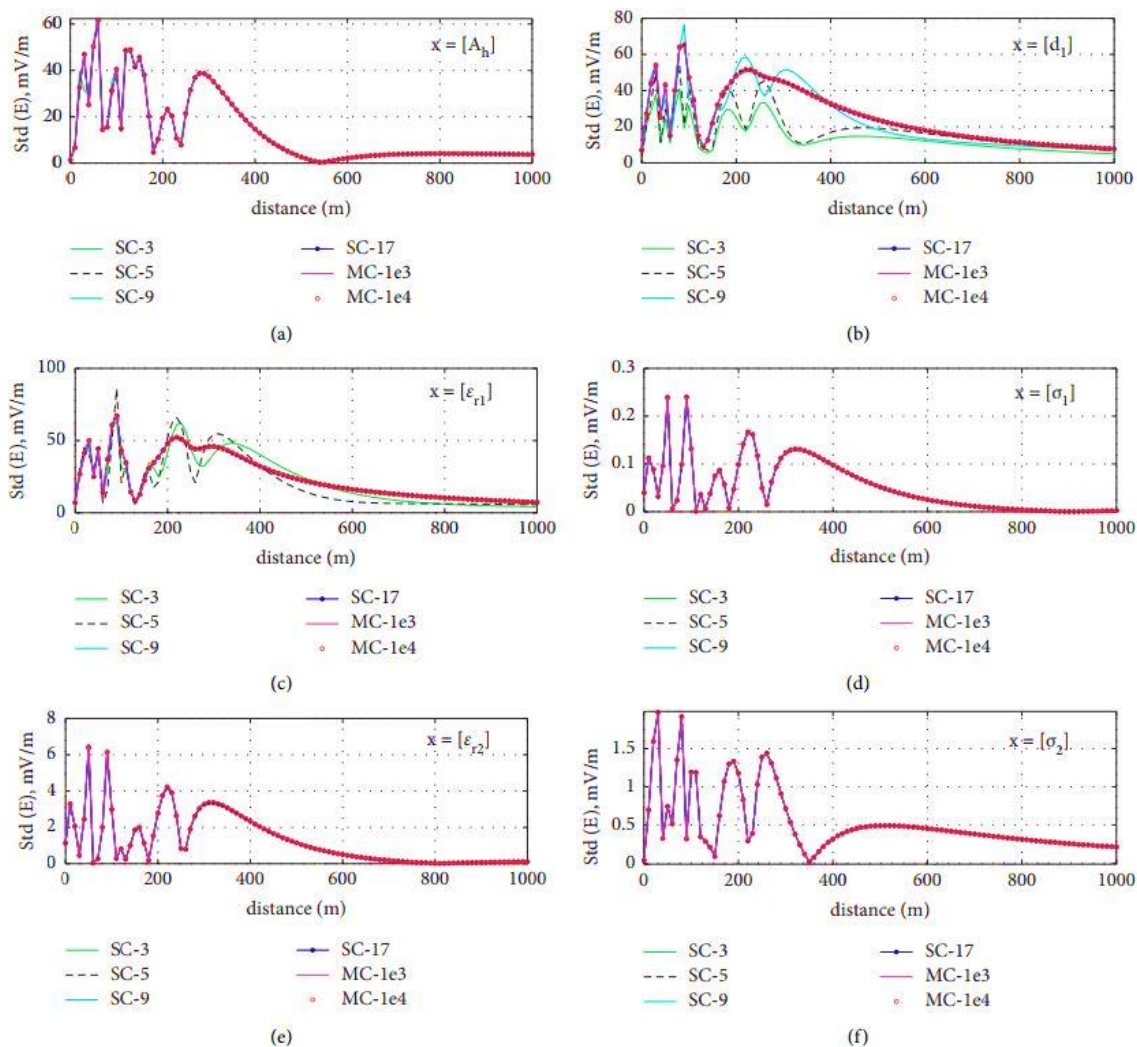 60
40
20
0
0 200 400 600 800 1000
Std (E), mV/m
distance (m)
x = [A_h]
SC-3
SC-5
SC-9
SC-17
MC-1e3
MC-1e4
(a)
80
60
40
20
0
0 200 400 600 800 1000
Std (E), mV/m
distance (m)
x = [d₁]
SC-3
SC-5
SC-9
SC-17
MC-1e3
MC-1e4
(b)
100
50
0
0 200 400 600 800 1000
Std (E), mV/m
distance (m)
x = [ε_r1]
SC-3
SC-5
SC-9
SC-17
MC-1e3
MC-1e4
(c)
0.3
0.2
0.1
0
0 200 400 600 800 1000
Std (E), mV/m
distance (m)
x = [σ₁]
SC-3
SC-5
SC-9
SC-17
MC-1e3
MC-1e4
(d)
8
6
4
2
0
0 200 400 600 800 1000
Std (E), mV/m
distance (m)
x = [ε_r2]
SC-3
SC-5
SC-9
SC-17
MC-1e3
MC-1e4
(e)
1.5
1
0.5
0
0 200 400 600 800 1000
Std (E), mV/m
distance (m)
x = [σ₂]
SC-3
SC-5
SC-9
SC-17
MC-1e3
MC-1e4
(f)